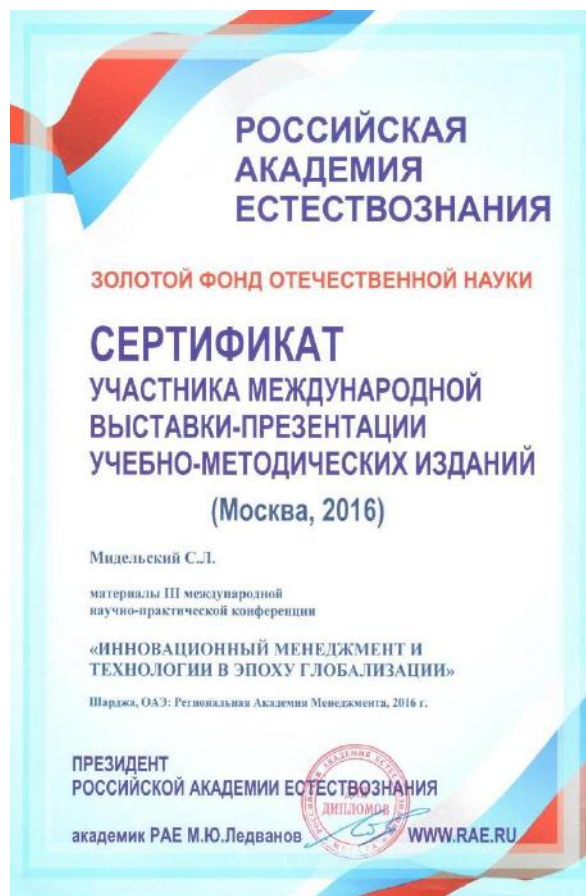 РОССИЙСКАЯ
АКАДЕМИЯ
ЕСТЕСТВОЗНАНИЯ
ЗОЛОТОЙ ФОНД ОТЕЧЕСТВЕННОЙ НАУКИ
СЕРТИФИКАТ
УЧАСТНИКА МЕЖДУНАРОДНОЙ
ВЫСТАВКИ-ПРЕЗЕНТАЦИИ
УЧЕБНО-МЕТОДИЧЕСКИХ ИЗДАНИЙ
(Москва, 2016)
Мидельский С.Л.
материалы III международной
научно-практической конференции
«ИННОВАЦИОННЫЙ МЕНЕДЖМЕНТ И
ТЕХНОЛОГИИ В ЭПОХУ ГЛОБАЛИЗАЦИИ»
Шарджа, ОАЭ: Региональная Академия Менеджмента, 2016 г.
ПРЕЗИДЕНТ
РОССИЙСКОЙ АКАДЕМИИ ЕСТЕСТВОЗНАНИЯ
ДЛЯ
ДИПЛОМОВ
академик РАЕ М.Ю.Ледванов
WWW.RAE.RU